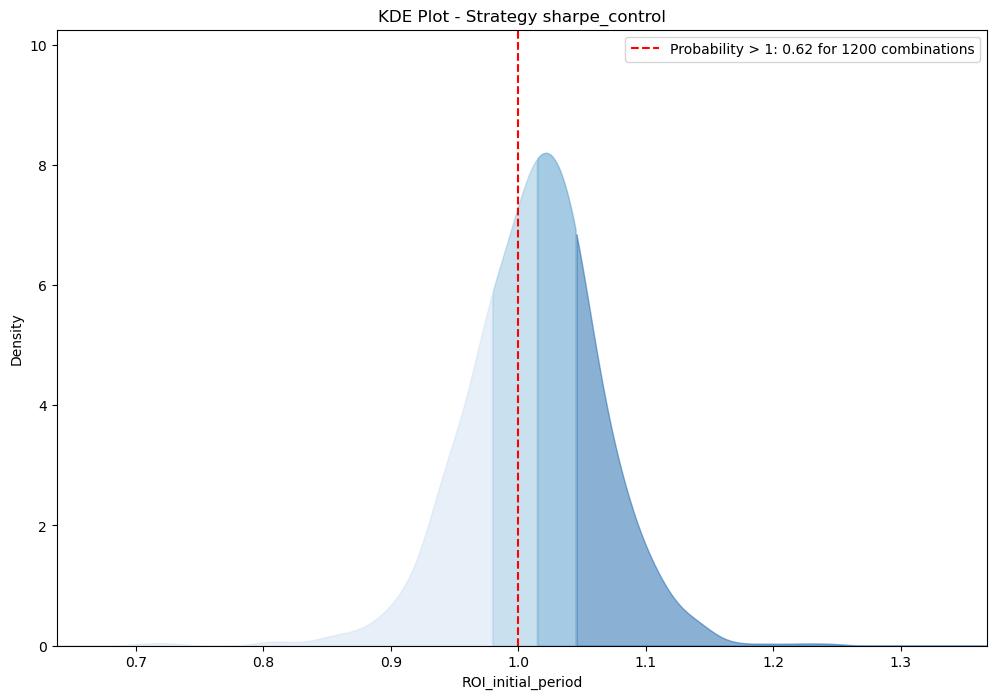 KDE Plot - Strategy sharpe_control
Probability > 1: 0.62 for 1200 combinations
Density
10
8
6
4
2
0
0.7 0.8 0.9 1.0 1.1 1.2 1.3
ROI_initial_period